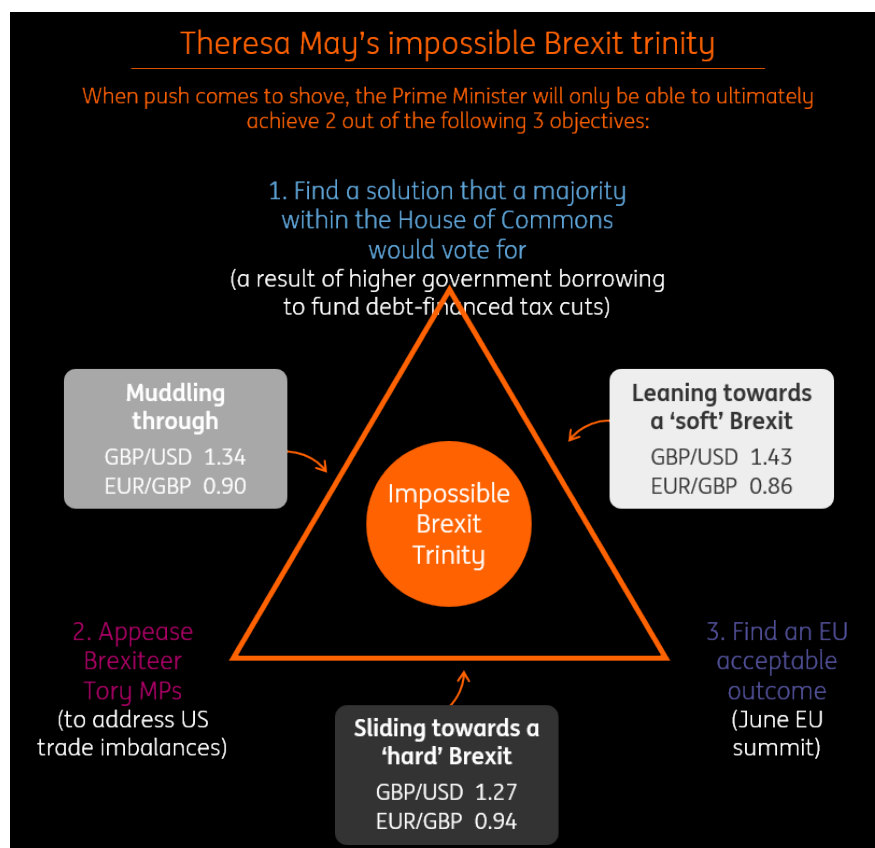 Theresa May's impossible Brexit trinity
When push comes to shove, the Prime Minister will only be able to ultimately
achieve 2 out of the following 3 objectives:
1. Find a solution that a majority
within the House of Commons
would vote for
(a result of higher government borrowing
to fund debt-financed tax cuts)
Muddling
through
GBP/USD 1.34
EUR/GBP 0.90
Leaning towards
a ‘soft’ Brexit
GBP/USD 1.43
EUR/GBP 0.86
Impossible
Brexit
Trinity
2. Appease
Brexiteer
Tory MPs
(to address US
trade imbalances)
3. Find an EU
acceptable
outcome
(June EU
summit)
Sliding towards a
‘hard’ Brexit
GBP/USD 1.27
EUR/GBP 0.94